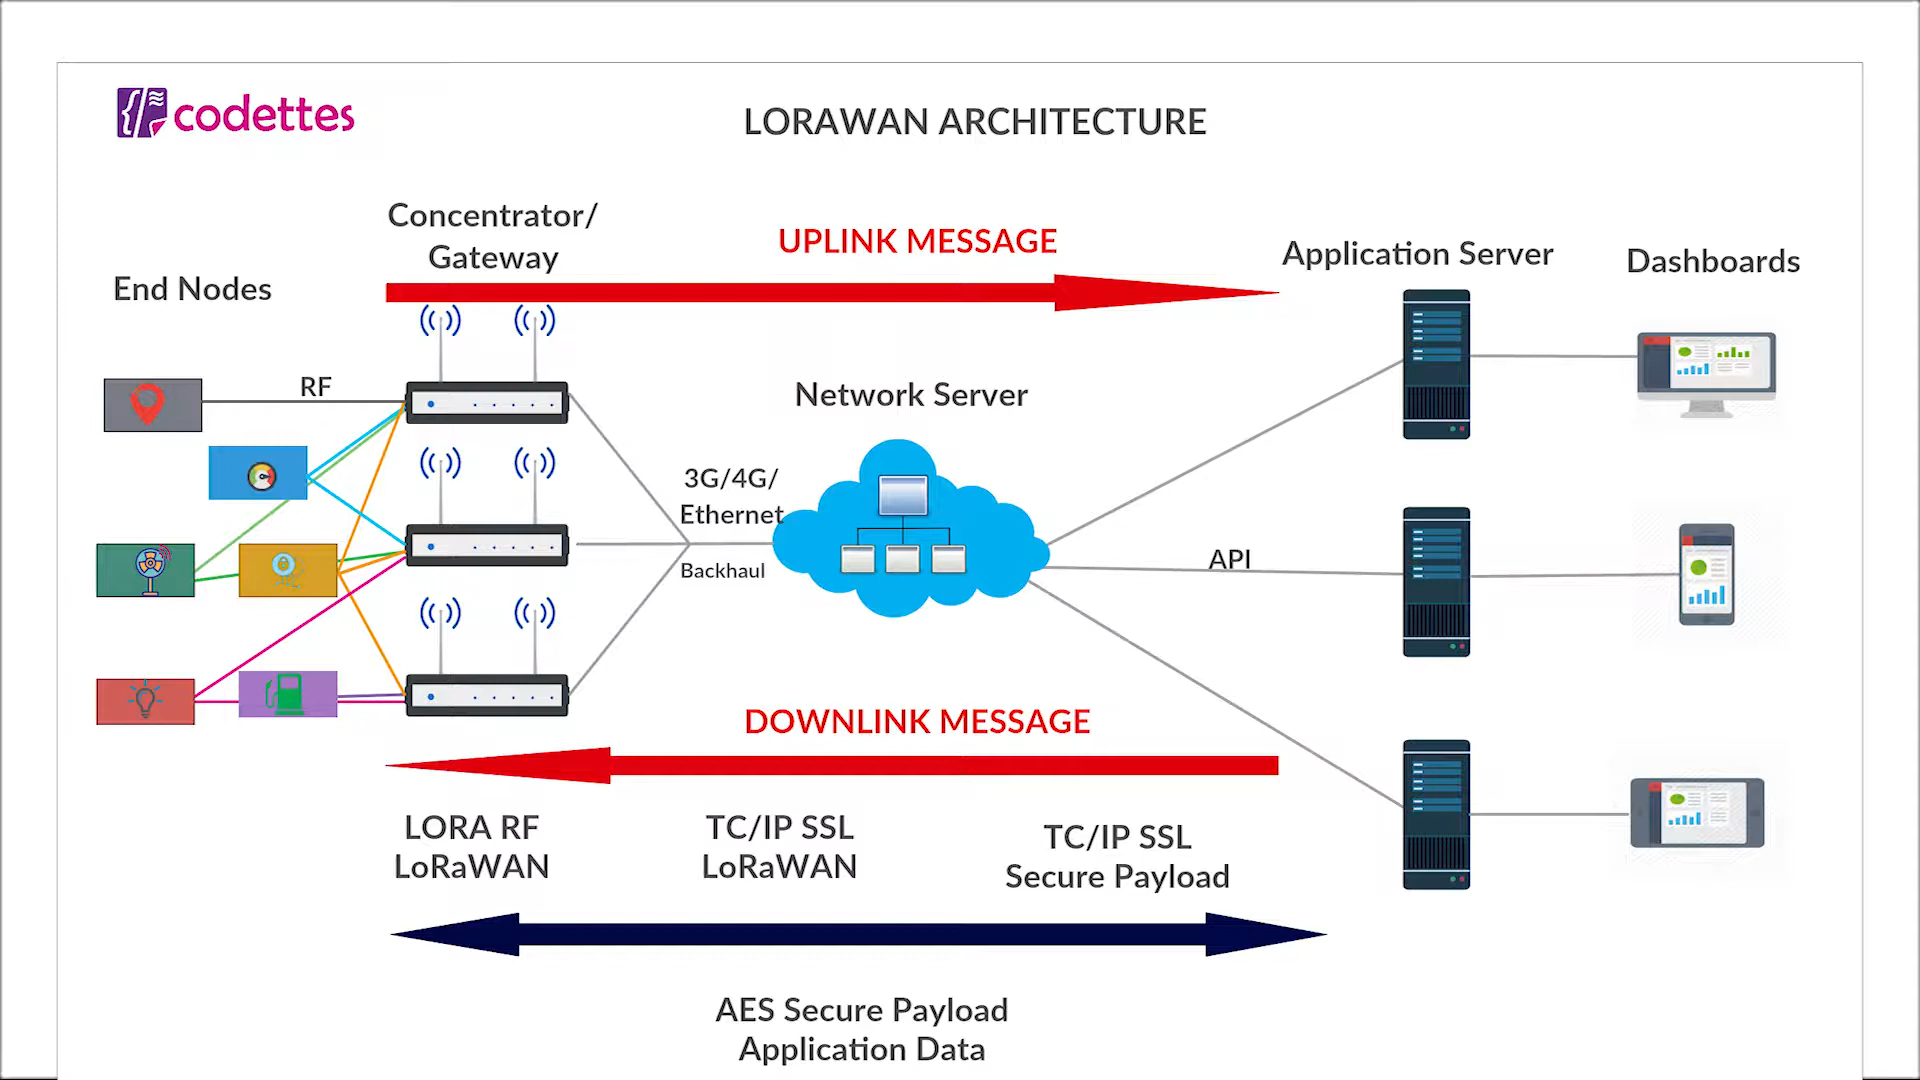 codettes
LORAWAN ARCHITECTURE
Concentrator/
Gateway
UPLINK MESSAGE
Application Server
Dashboards
End Nodes
RF
Network Server
3G/4G/
Ethernet
Backhaul
API
DOWNLINK MESSAGE
LORA RF
LoRaWAN
TC/IP SSL
LoRaWAN
TC/IP SSL
Secure Payload
AES Secure Payload
Application Data